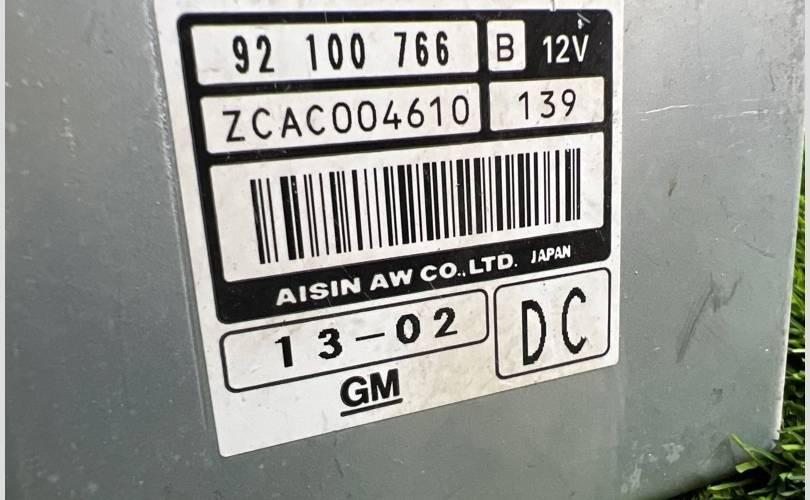 92 100 766 B 12V
ZCAC004610 139
AISIN AW CO.,LTD. JAPAN
13-02 DC
GM